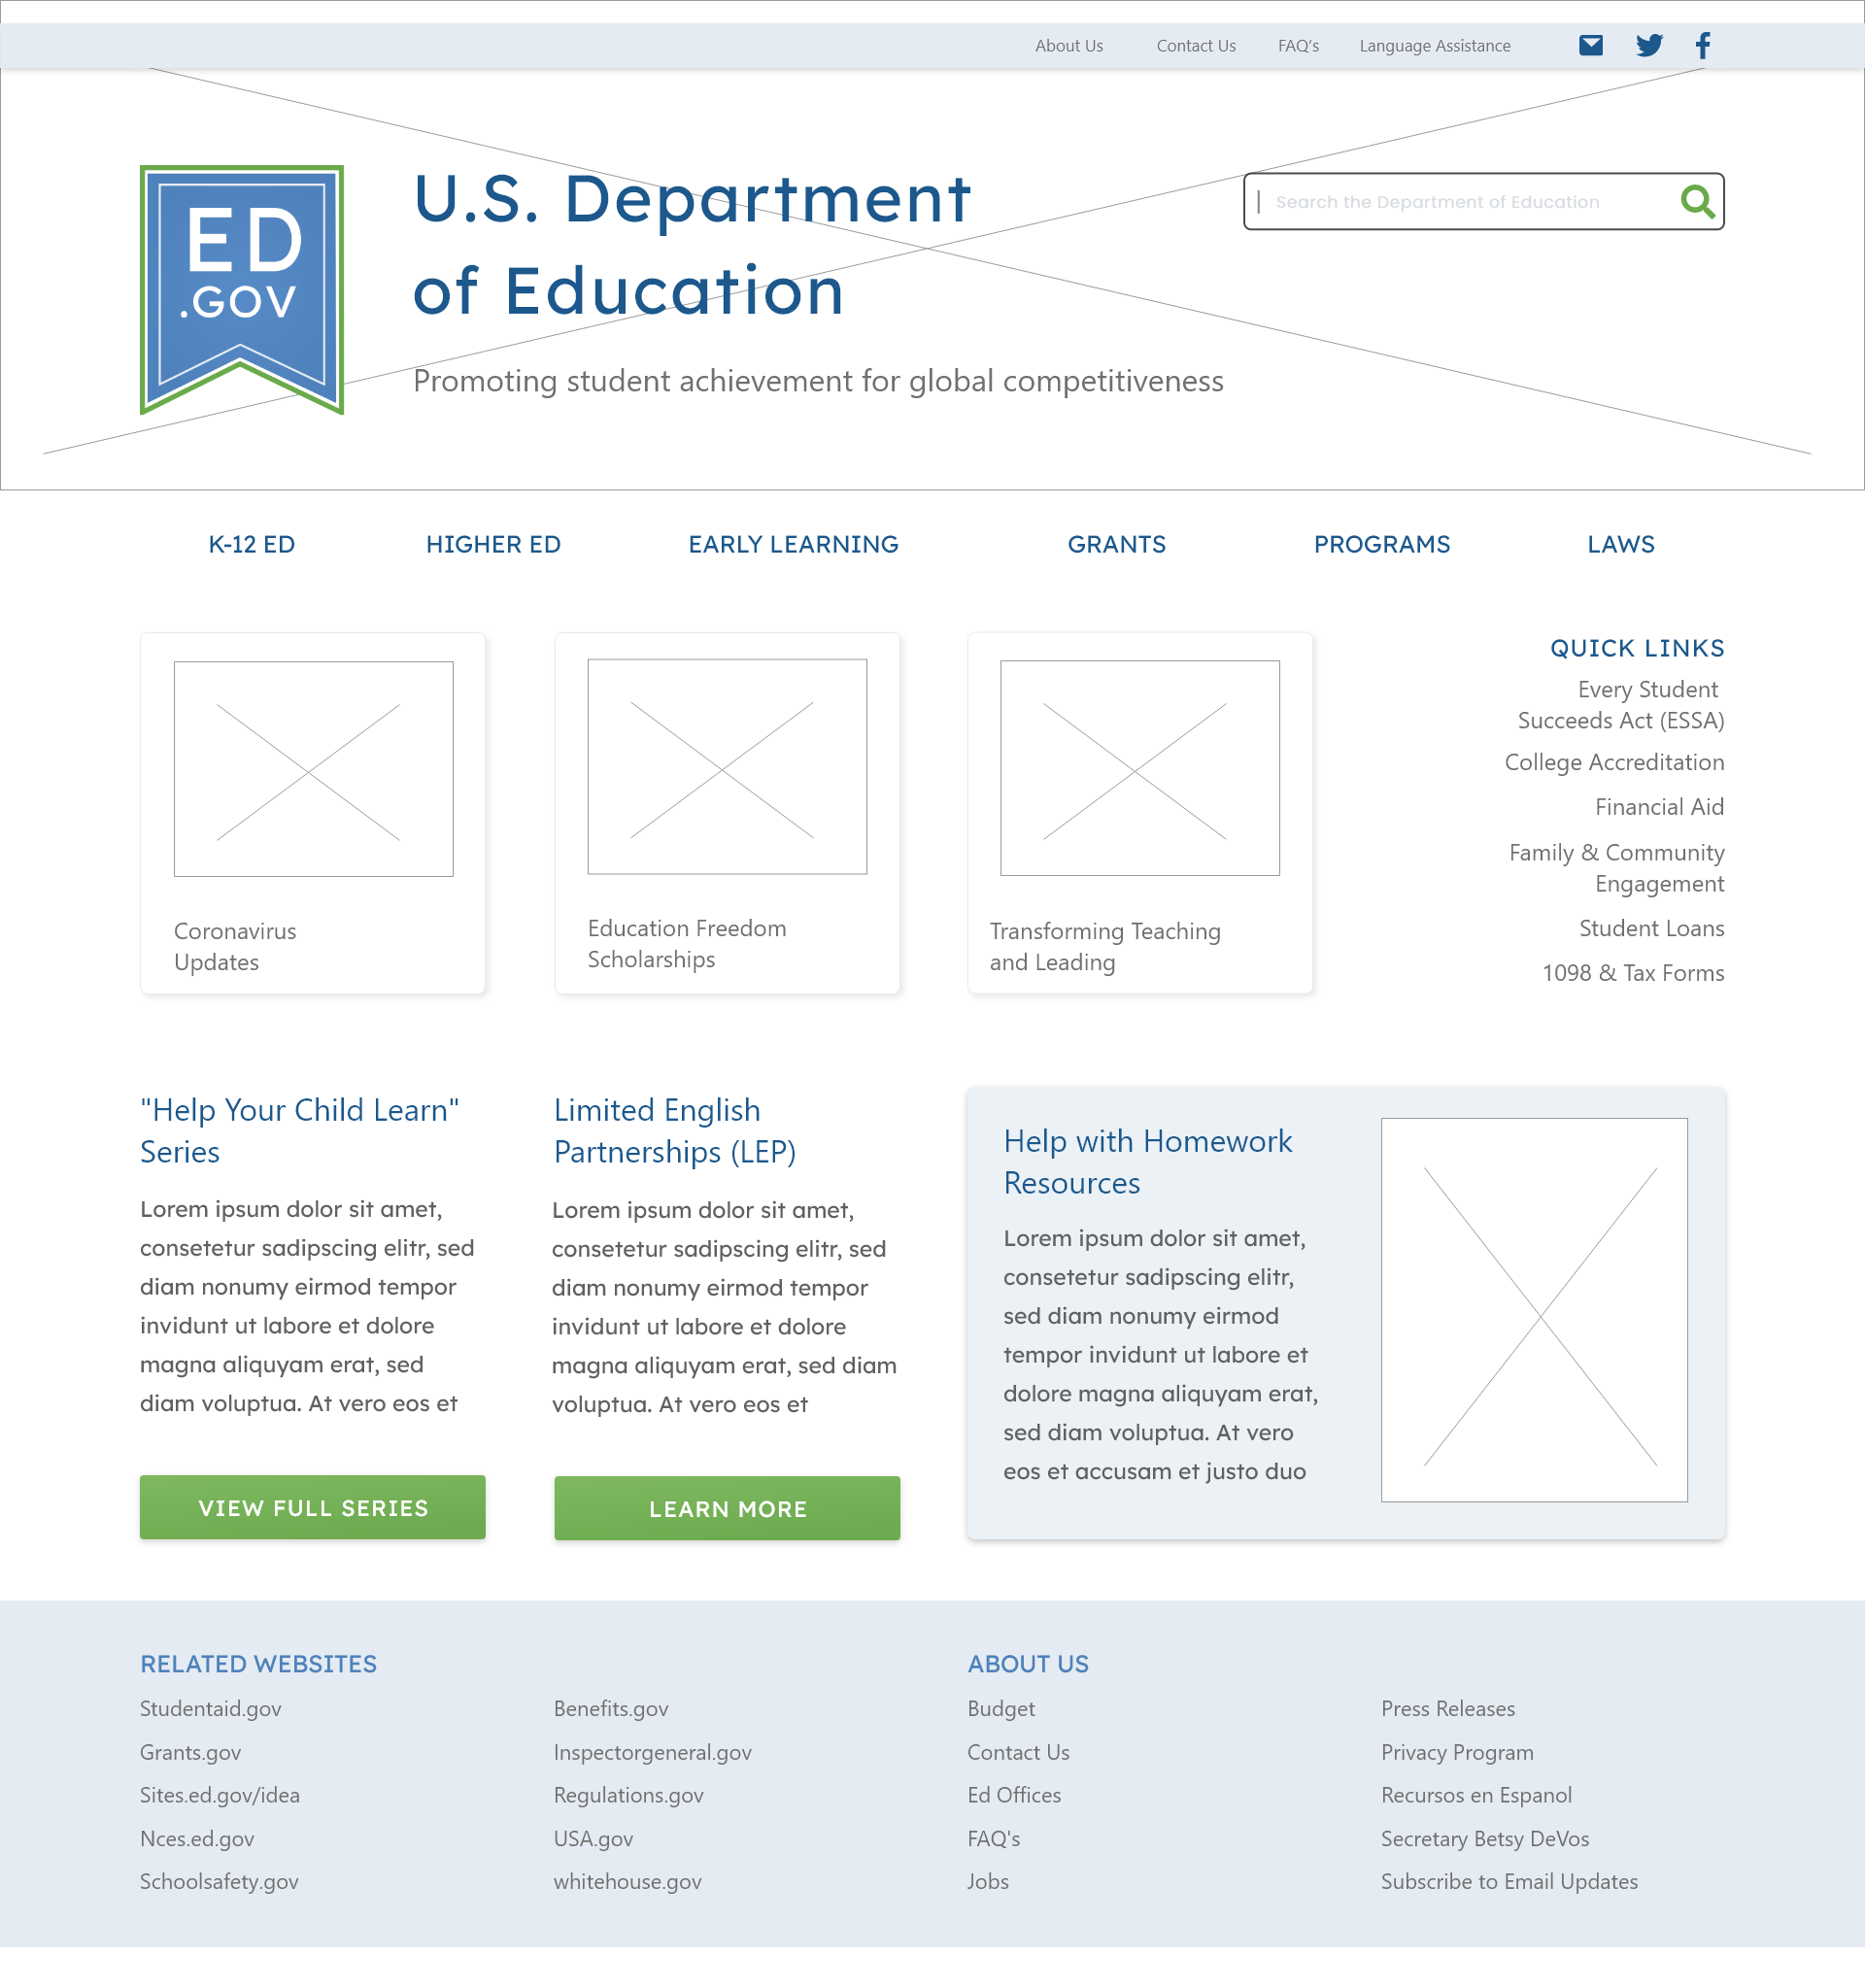 About Us Contact Us FAQ's Language Assistance
ED
.GOV
U.S. Department
of Education
Promoting student achievement for global competitiveness
Search the Department of Education
K-12 ED HIGHER ED EARLY LEARNING GRANTS PROGRAMS LAWS
Coronavirus
Updates
Education Freedom
Scholarships
Transforming Teaching
and Leading
QUICK LINKS
Every Student
Succeeds Act (ESSA)
College Accreditation
Financial Aid
Family & Community
Engagement
Student Loans
1098 & Tax Forms
"Help Your Child Learn"
Series
Lorem ipsum dolor sit amet,
consetetur sadipscing elitr, sed
diam nonumy eirmod tempor
invidunt ut labore et dolore
magna aliquyam erat, sed
diam voluptua. At vero eos et
VIEW FULL SERIES
Limited English
Partnerships (LEP)
Lorem ipsum dolor sit amet,
consetetur sadipscing elitr, sed
diam nonumy eirmod tempor
invidunt ut labore et dolore
magna aliquyam erat, sed diam
voluptua. At vero eos et
LEARN MORE
Help with Homework
Resources
Lorem ipsum dolor sit amet,
consetetur sadipscing elitr,
sed diam nonumy eirmod
tempor invidunt ut labore et
dolore magna aliquyam erat,
sed diam voluptua. At vero
eos et accusam et justo duo
RELATED WEBSITES
Studentaid.gov
Grants.gov
Sites.ed.gov/idea
Nces.ed.gov
Schoolsafety.gov
Benefits.gov
Inspectorgeneral.gov
Regulations.gov
USA.gov
whitehouse.gov
ABOUT US
Budget
Contact Us
Ed Offices
FAQ's
Jobs
Press Releases
Privacy Program
Recursos en Espanol
Secretary Betsy DeVos
Subscribe to Email Updates